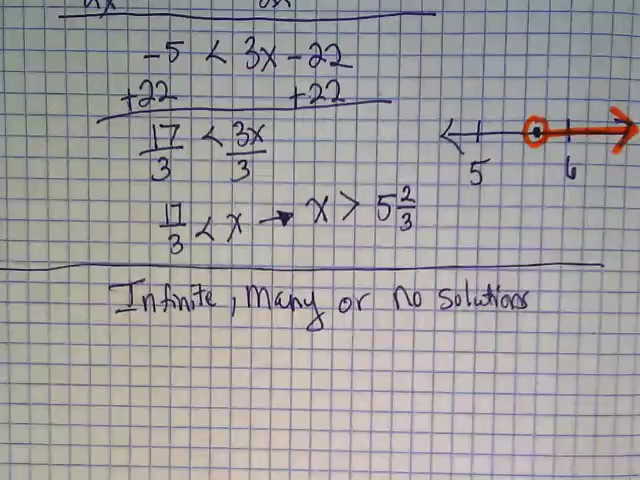 -5 < 3x - 22
+22 +22
17/3 < 3x/3
17/3 < x → x > 5 2/3
5 6
Infinite, Many or no solutions